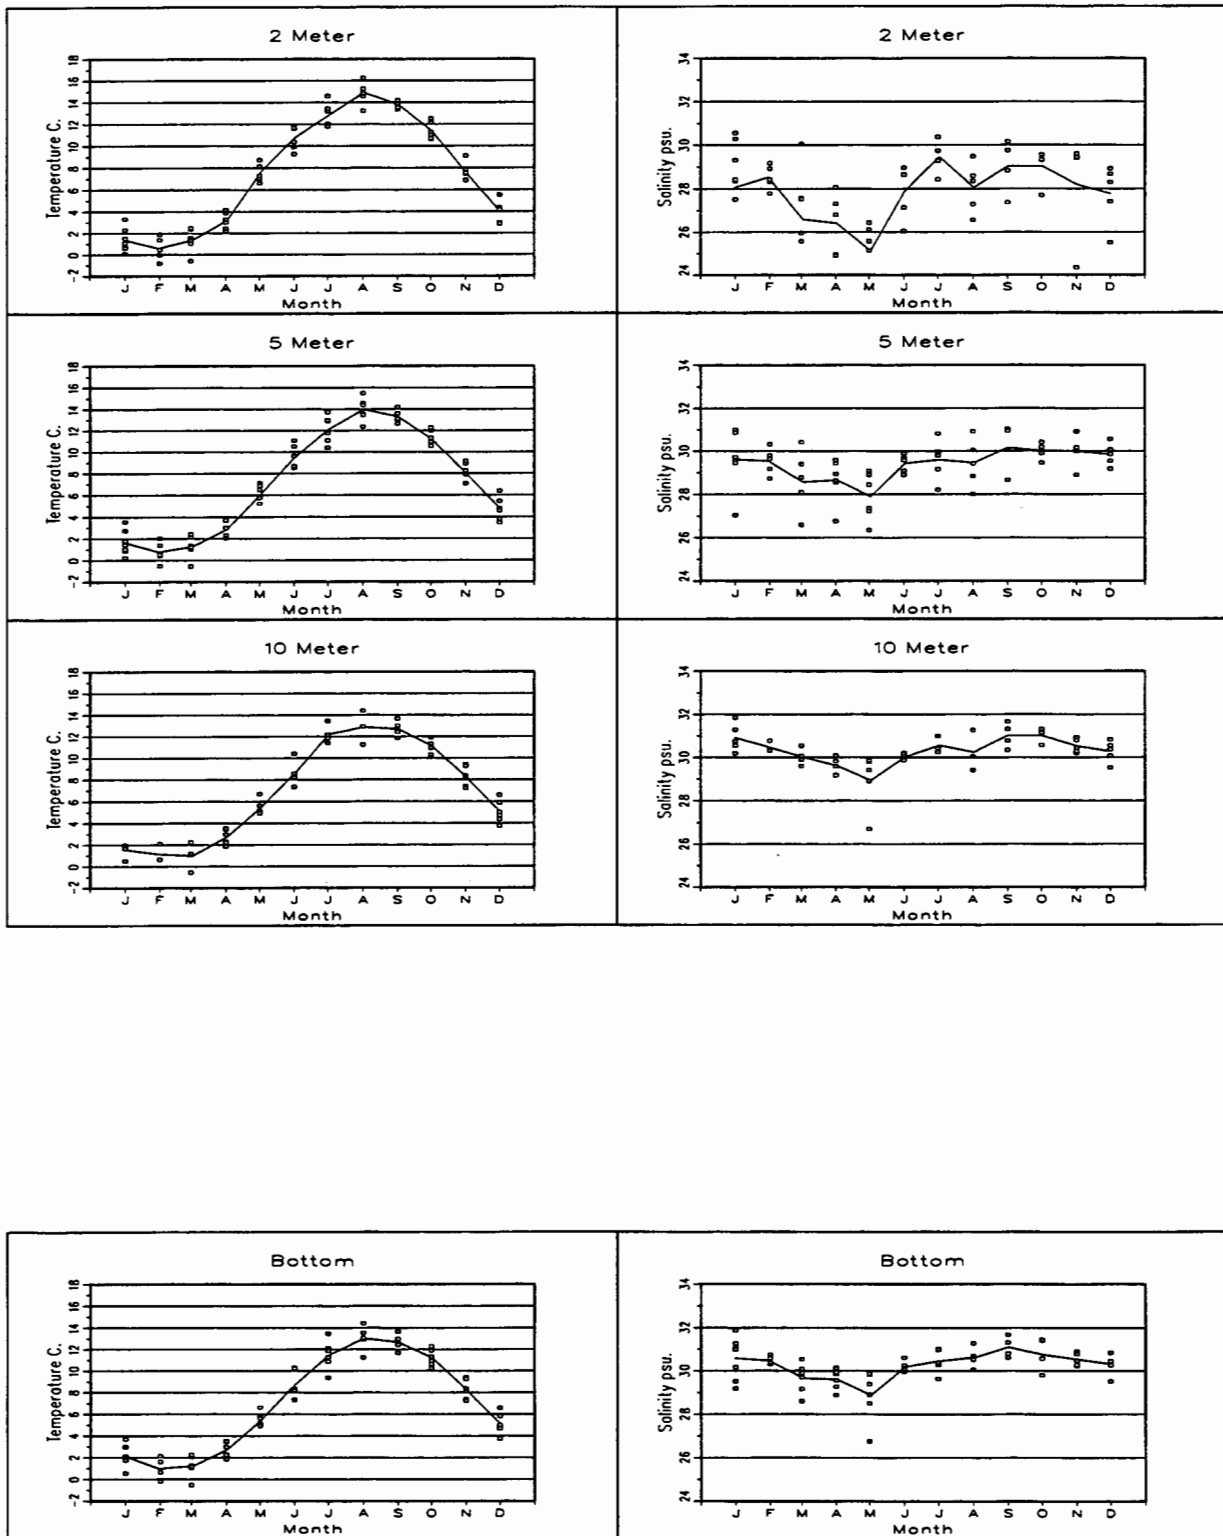 2 Meter
Temperature C.
18
16
14
12
10
8
6
4
2
0
-2
J F M A M J J A S O N D
Month
2 Meter
Salinity psu.
34
32
30
28
26
24
J F M A M J J A S O N D
Month
5 Meter
Temperature C.
18
16
14
12
10
8
6
4
2
0
-2
J F M A M J J A S O N D
Month
5 Meter
Salinity psu.
34
32
30
28
26
24
J F M A M J J A S O N D
Month
10 Meter
Temperature C.
18
16
14
12
10
8
6
4
2
0
-2
J F M A M J J A S O N D
Month
10 Meter
Salinity psu.
34
32
30
28
26
24
J F M A M J J A S O N D
Month
Bottom
Temperature C.
18
16
14
12
10
8
6
4
2
0
-2
J F M A M J J A S O N D
Month
Bottom
Salinity psu.
34
32
30
28
26
24
J F M A M J J A S O N D
Month